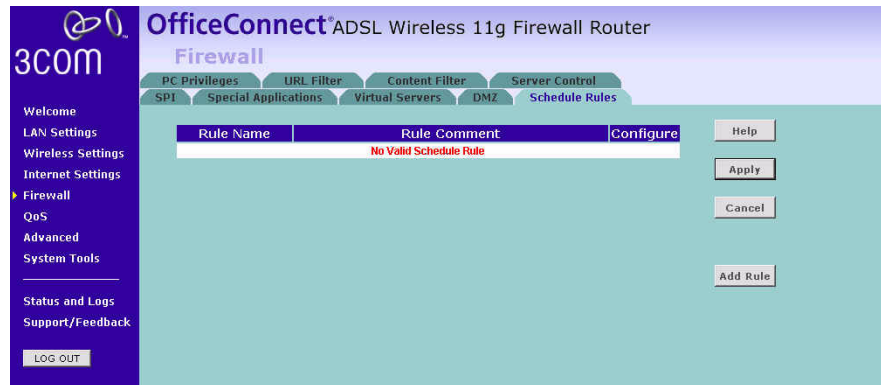 3COM
OfficeConnect® ADSL Wireless 11g Firewall Router
Firewall
PC Privileges URL Filter Content Filter Server Control
SPI Special Applications Virtual Servers DMZ Schedule Rules
Welcome
LAN Settings
Wireless Settings
Internet Settings
Firewall
QoS
Advanced
System Tools
Status and Logs
Support/Feedback
LOG OUT
Rule Name Rule Comment Configure
No Valid Schedule Rule
Help
Apply
Cancel
Add Rule